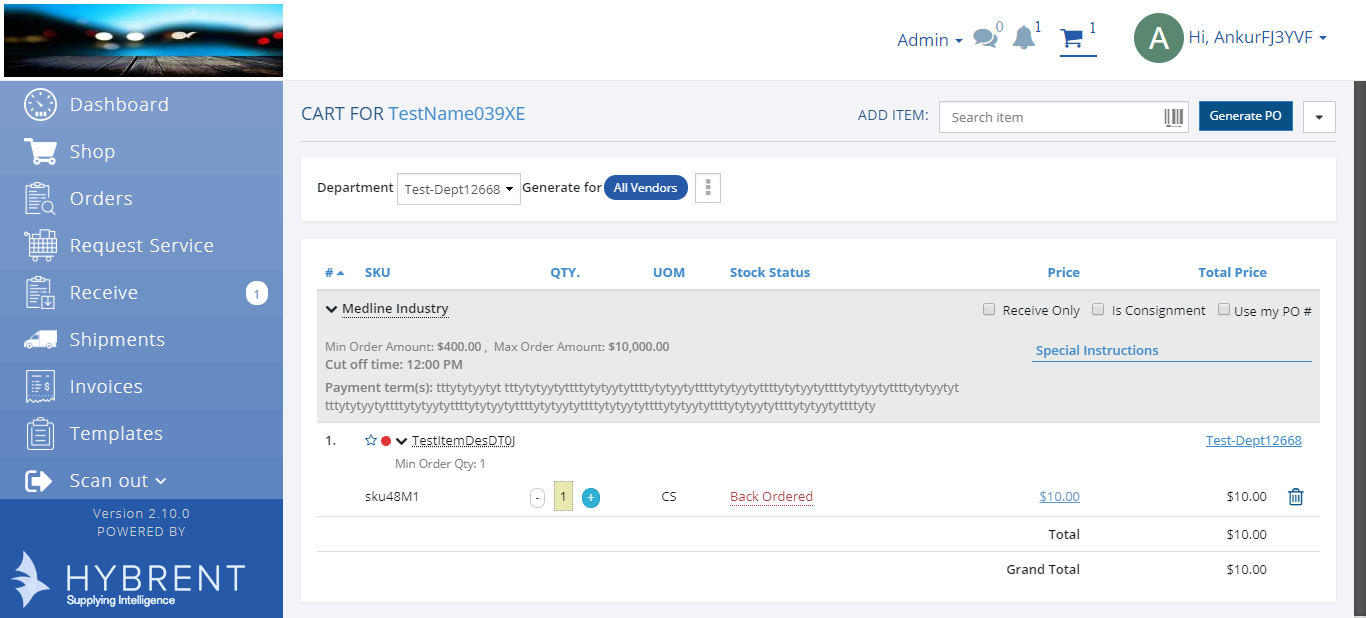 Admin 0 1 1 A Hi, AnkurFJ3YVF
Dashboard
Shop
Orders
Request Service
Receive 1
Shipments
Invoices
Templates
Scan out
Version 2.10.0
POWERED BY
HYBRENT
Supplying Intelligence
CART FOR TestName039XE ADD ITEM: Search item Generate PO
Department Test-Dept12668 Generate for All Vendors
# SKU QTY. UOM Stock Status Price Total Price
Medline Industry Receive Only Is Consignment Use my PO #
Min Order Amount: $400.00 , Max Order Amount: $10,000.00
Special Instructions
Cut off time: 12:00 PM
Payment term(s):
1. TestItemDesDT0J Test-Dept12668
Min Order Qty: 1
sku48M1 - 1 + CS Back Ordered $10.00 $10.00
Total $10.00
Grand Total $10.00